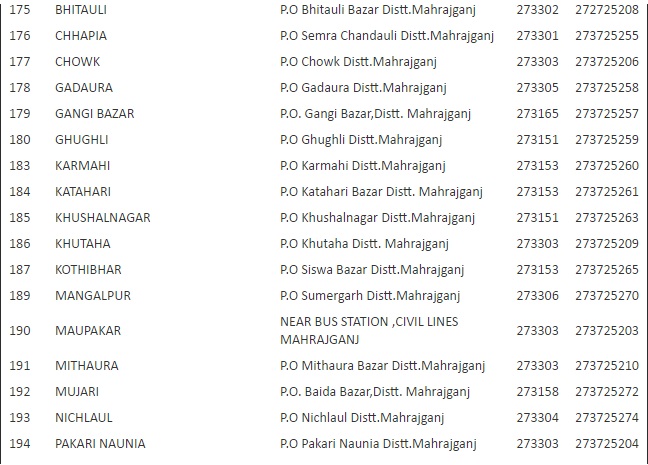 175 BHITAULI P.O Bhitauli Bazar Distt.Mahrajganj 273302 272725208
176 CHHAPIA P.O Semra Chandauli Distt.Mahrajganj 273301 273725255
177 CHOWK P.O Chowk Distt.Mahrajganj 273303 273725206
178 GADAURA P.O Gadaura Distt.Mahrajganj 273305 273725258
179 GANGI BAZAR P.O. Gangi Bazar,Distt. Mahrajganj 273165 273725257
180 GHUGHLI P.O Ghughli Distt.Mahrajganj 273151 273725259
183 KARMAHI P.O Karmahi Distt.Mahrajganj 273153 273725260
184 KATAHARI P.O Katahari Bazar Distt. Mahrajganj 273153 273725261
185 KHUSHALNAGAR P.O Khushalnagar Distt.Mahrajganj 273151 273725263
186 KHUTAHA P.O Khutaha Distt. Mahrajganj 273303 273725209
187 KOTHIBHAR P.O Siswa Bazar Distt.Mahrajganj 273153 273725265
189 MANGALPUR P.O Sumergarh Distt.Mahrajganj 273306 273725270
190 MAUPAKAR NEAR BUS STATION ,CIVIL LINES 273303 273725203
MAHRAJGANJ
191 MITHAURA P.O Mithaura Bazar Distt.Mahrajganj 273303 273725210
192 MUJARI P.O. Baida Bazar,Distt. Mahrajganj 273158 273725272
193 NICHLAUL P.O Nichlaul Distt.Mahrajganj 273304 273725274
194 PAKARI NAUNIA P.O Pakari Naunia Distt.Mahrajganj 273303 273725204